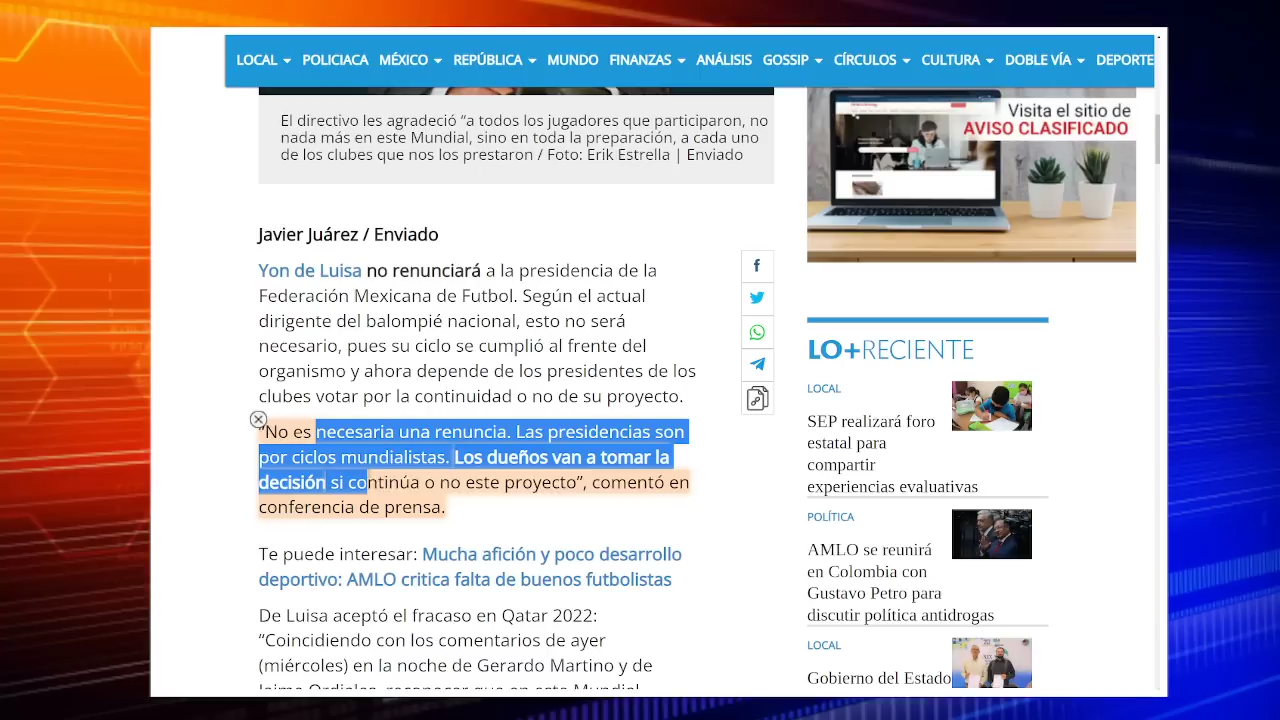 LOCAL POLICIACA MÉXICO REPÚBLICA MUNDO FINANZAS ANÁLISIS GOSSIP CÍRCULOS CULTURA DOBLE VÍA DEPORTE
El directivo les agradeció “a todos los jugadores que participaron, no
nada más en este Mundial, sino en toda la preparación, a cada uno
de los clubes que nos los prestaron / Foto: Erik Estrella | Enviado
Javier Juárez / Enviado
Yon de Luisa no renunciará a la presidencia de la
Federación Mexicana de Futbol. Según el actual
dirigente del balompié nacional, esto no será
necesario, pues su ciclo se cumplió al frente del
organismo y ahora depende de los presidentes de los
clubes votar por la continuidad o no de su proyecto.
“No es necesaria una renuncia. Las presidencias son
por ciclos mundialistas. Los dueños van a tomar la
decisión si continúa o no este proyecto”, comentó en
conferencia de prensa.
Te puede interesar: Mucha afición y poco desarrollo
deportivo: AMLO critica falta de buenos futbolistas
De Luisa aceptó el fracaso en Qatar 2022:
“Coincidiendo con los comentarios de ayer
(miércoles) en la noche de Gerardo Martino y de
Jaime Ordiales, reconocer que en este Mundial
Visita el sitio de
AVISO CLASIFICADO
LO+RECIENTE
LOCAL
SEP realizará foro
estatal para
compartir
experiencias evaluativas
POLÍTICA
AMLO se reunirá
en Colombia con
Gustavo Petro para
discutir política antidrogas
LOCAL
Gobierno del Estado